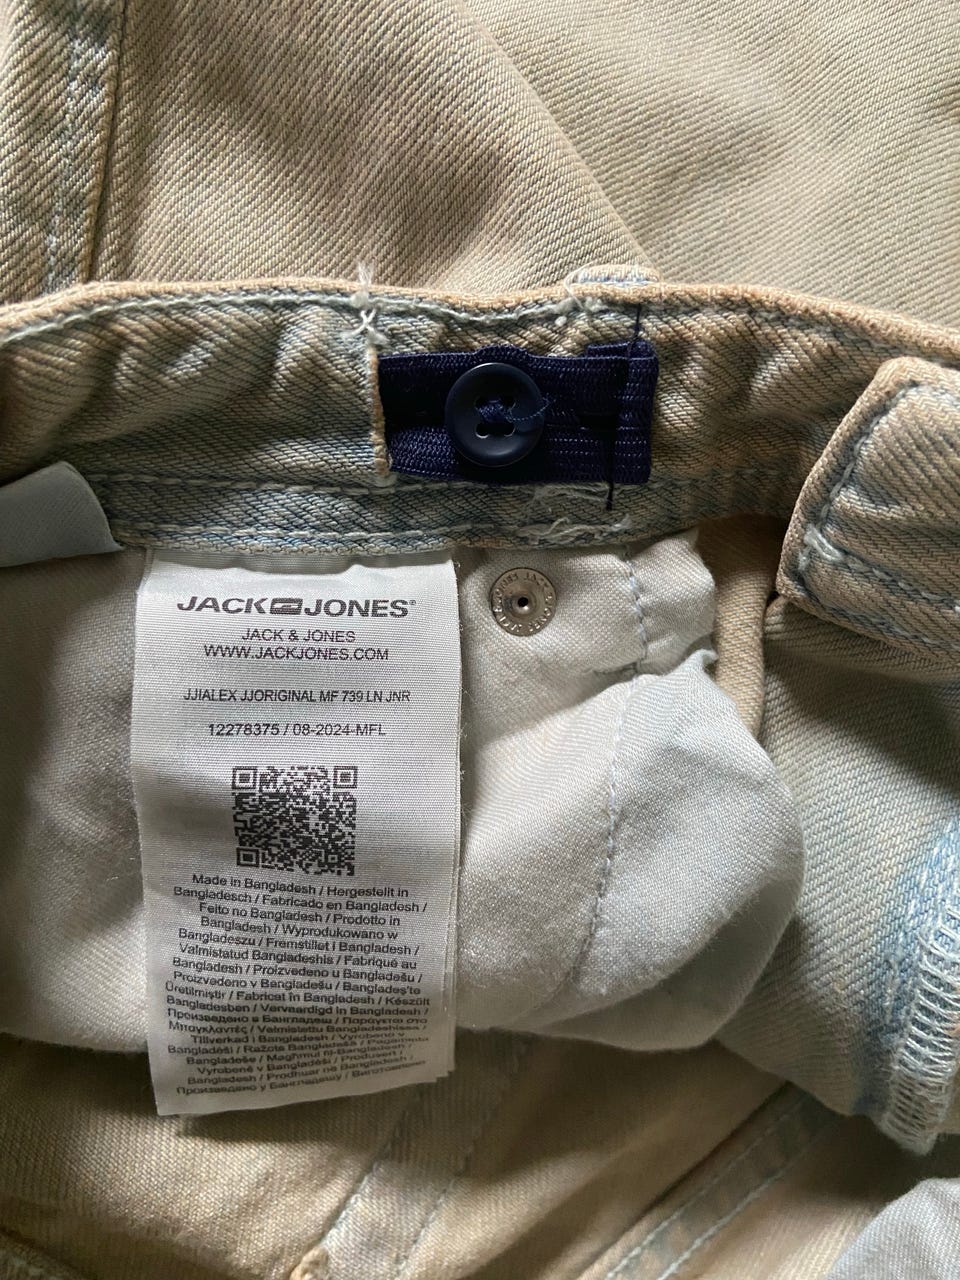 JACK JONES®
JACK & JONES
WWW.JACKJONES.COM
JJIALEX JJORIGINAL MF 739 LN JNR
12278375 / 08-2024-MFL
Made in Bangladesh / Hergestellt in
Bangladesch / Fabricado en Bangladesh /
Feito no Bangladesh / Prodotto in
Bangladesh / Wyprodukowano w
Bangladeszu / Fremstillet i Bangladesh /
Valmistatud Bangladeshis / Fabriqué au
Bangladesh / Proizvedeno u Bangladešu /
Proizvedeno v Bangladešu / Bangladeş'te
Üretilmiştir / Fabricat în Bangladesh / Készült
Bangladesben / Vervaardigd in Bangladesh /
Произведено в Бангладеш / Παράγεται στο
Μπαγκλαντές / Valmistettu Bangladeshissa /
Tillverkad i Bangladesh / Vyrobeno v
Bangladéši / Ražots Bangladešā / Pagaminta
Bangladeše / Magħmul fil-Bangladesh /
Vyrobené v Bangladéši / Produsert i
Bangladesh / Prodhuar në Bangladesh /
Произведено у Бангладешу / Виготовлено